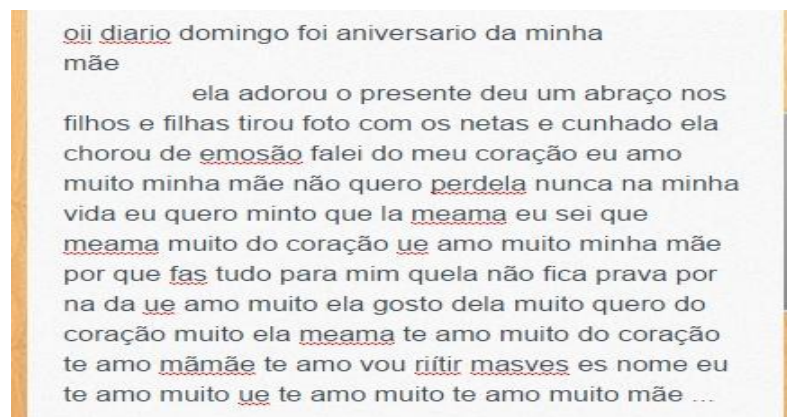 oii diario domingo foi aniversario da minha
mãe
ela adorou o presente deu um abraço nos
filhos e filhas tirou foto com os netas e cunhado ela
chorou de emosão falei do meu coração eu amo
muito minha mãe não quero perdela nunca na minha
vida eu quero minto que la meama eu sei que
meama muito do coração ue amo muito minha mãe
por que fas tudo para mim quela não fica prava por
na da ue amo muito ela gosto dela muito quero do
coração muito ela meama te amo muito do coração
te amo mãmãe te amo vou riítir masves es nome eu
te amo muito ue te amo muito te amo muito mãe ...